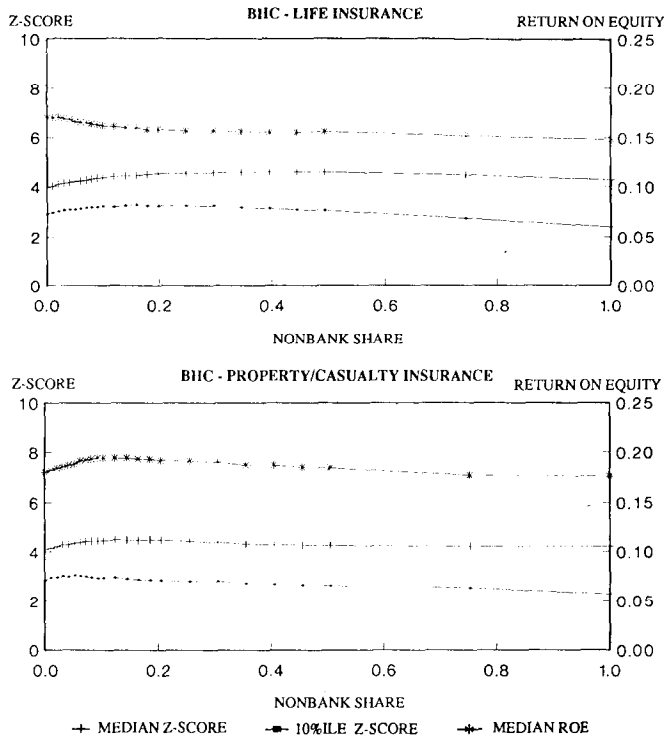 BHC - LIFE INSURANCE
Z-SCORE
RETURN ON EQUITY
10
8
6
4
2
0
0.25
0.20
0.15
0.10
0.05
0.00
0.0 0.2 0.4 0.6 0.8 1.0
NONBANK SHARE
BHC - PROPERTY/CASUALTY INSURANCE
Z-SCORE
RETURN ON EQUITY
10
8
6
4
2
0
0.25
0.20
0.15
0.10
0.05
0.00
0.0 0.2 0.4 0.6 0.8 1.0
NONBANK SHARE
MEDIAN Z-SCORE 10%ILE Z-SCORE MEDIAN ROE